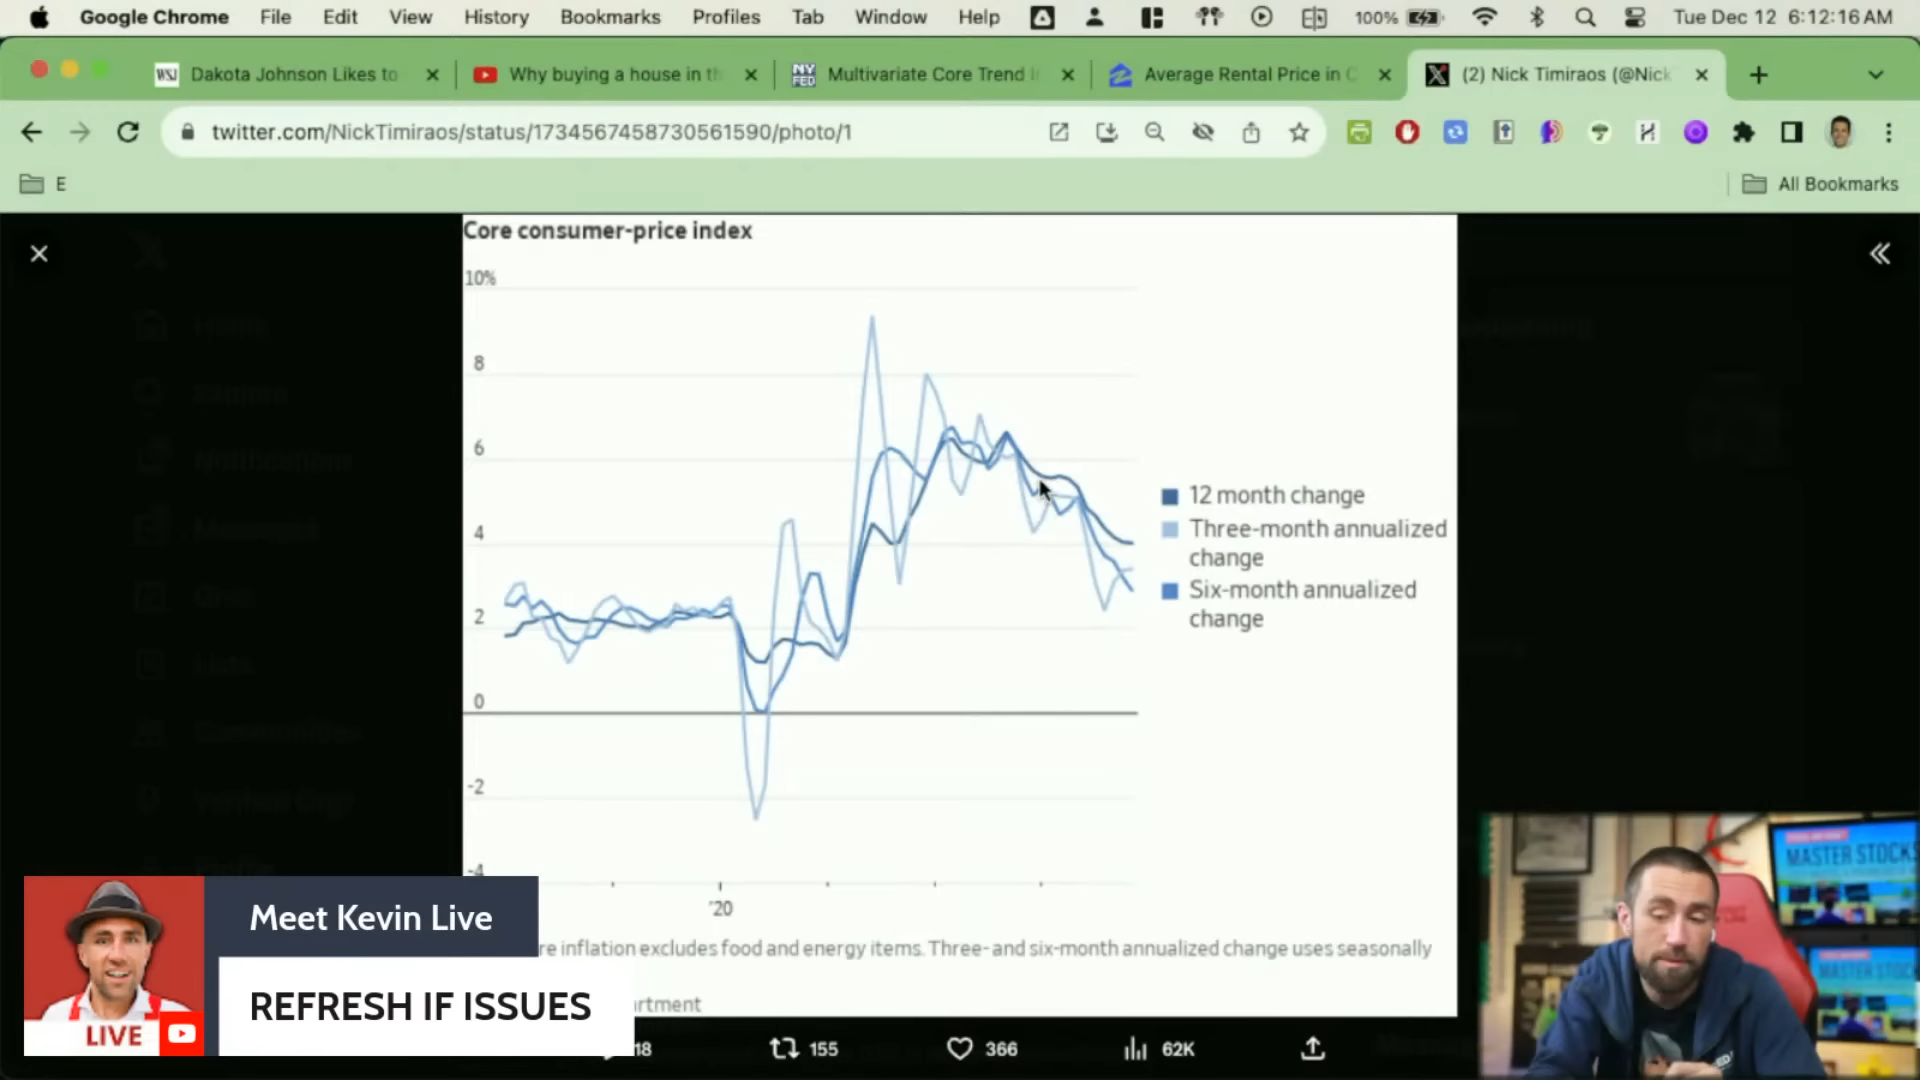 Google Chrome File Edit View History Bookmarks Profiles Tab Window Help 100% Tue Dec 12 6:12:16 AM
WSJ Dakota Johnson Likes to
Why buying a house in th
NY FED Multivariate Core Trend
Average Rental Price in
(2) Nick Timiraos (@Nick
twitter.com/NickTimiraos/status/1734567458730561590/photo/1
E
All Bookmarks
Core consumer-price index
10%
8
6
4
2
0
-2
-4
'20
12 month change
Three-month annualized
change
Six-month annualized
change
re inflation excludes food and energy items. Three- and six-month annualized change uses seasonally
rtment
18 155 366 62K
Meet Kevin Live
REFRESH IF ISSUES
LIVE
MASTER STOCKS
MASTER STOCK